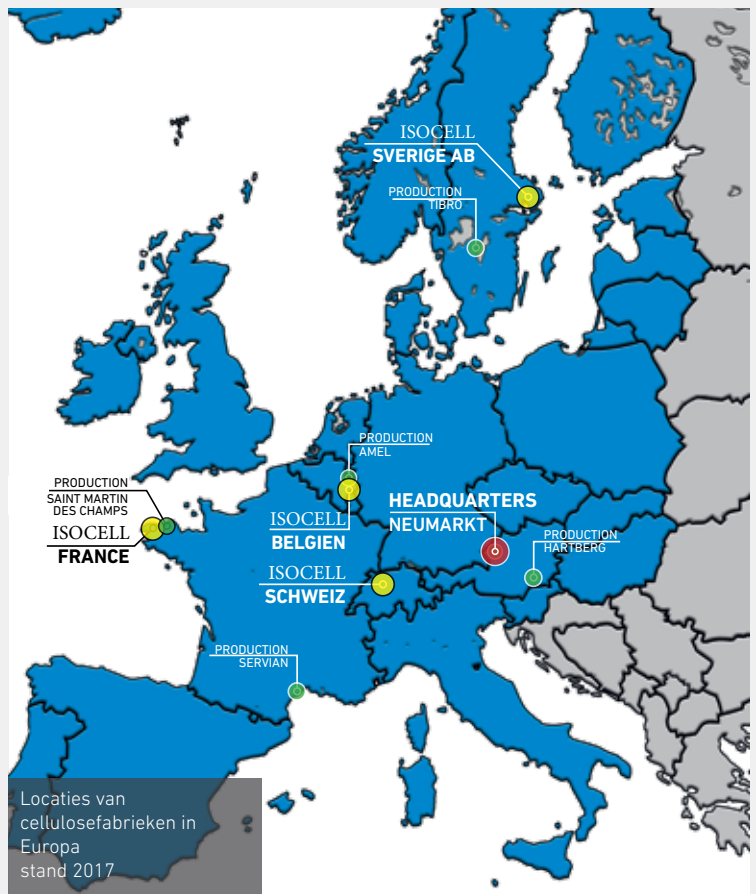 ISOCELL
SVERIGE AB
PRODUCTION
TIBRO
PRODUCTION
AMEL
PRODUCTION
SAINT MARTIN
DES CHAMPS
ISOCELL
FRANCE
ISOCELL
BELGIEN
HEADQUARTERS
NEUMARKT
PRODUCTION
HARTBERG
ISOCELL
SCHWEIZ
PRODUCTION
SERVIAN
Locaties van
cellulosefabrieken in
Europa
stand 2017